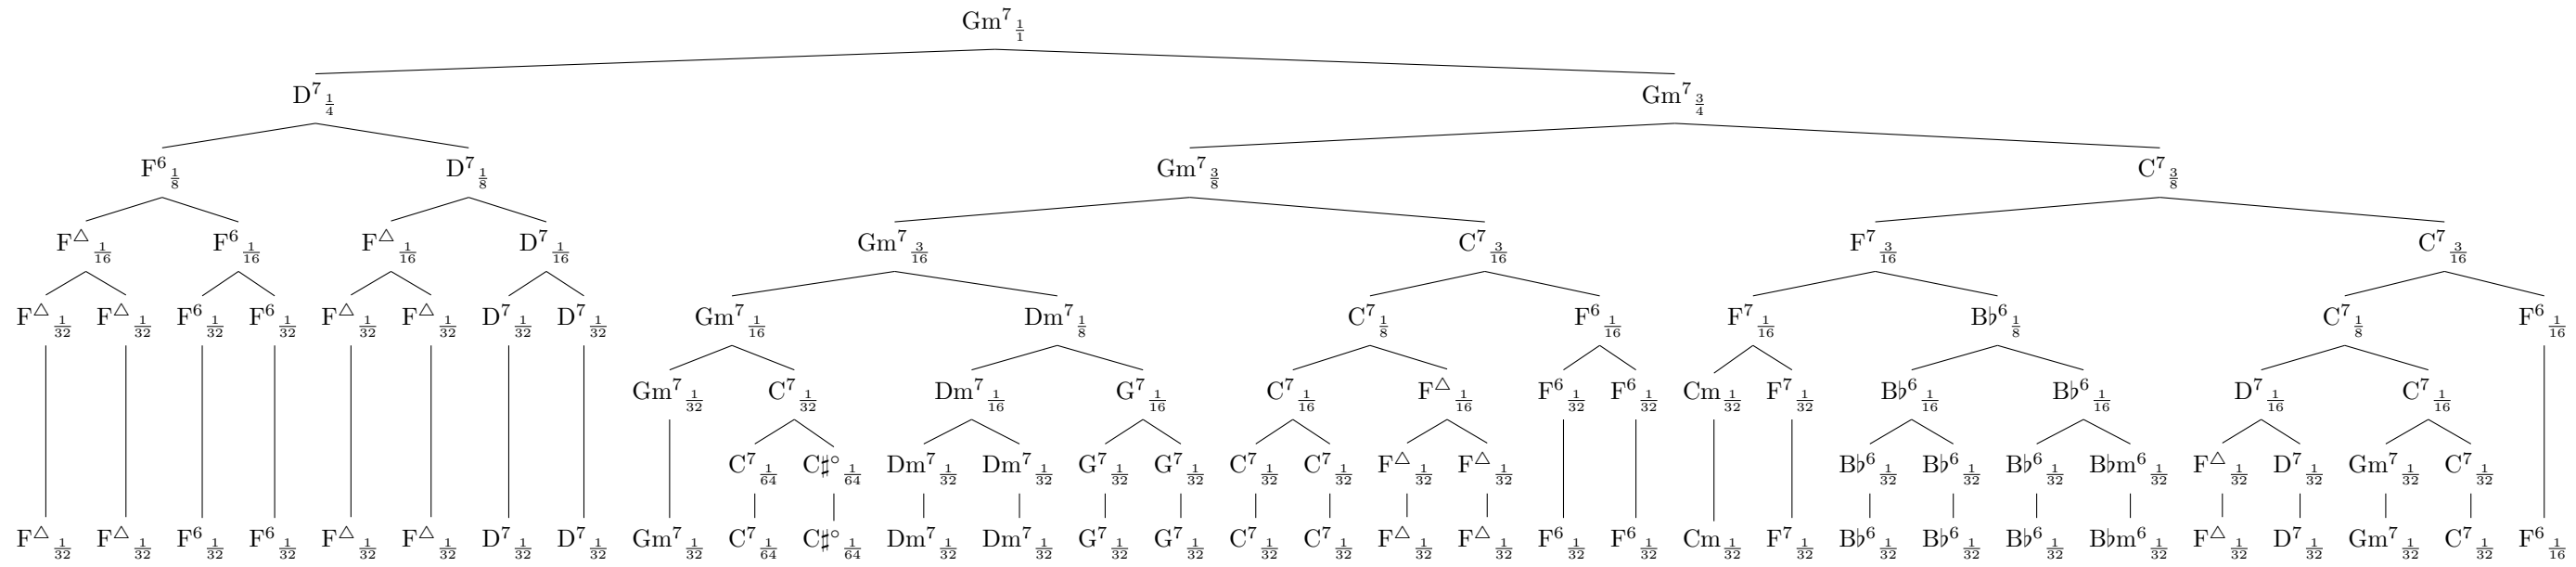 Gm⁷ 1/1
D⁷ 1/4 Gm⁷ 3/4
F⁶ 1/8 D⁷ 1/8 Gm⁷ 3/8 C⁷ 3/8
F△ 1/16 F⁶ 1/16 F△ 1/16 D⁷ 1/16 Gm⁷ 3/16 C⁷ 3/16 F⁷ 3/16 C⁷ 3/16
F△ 1/32 F△ 1/32 F⁶ 1/32 F⁶ 1/32 F△ 1/32 F△ 1/32 D⁷ 1/32 D⁷ 1/32 Gm⁷ 1/16 Dm⁷ 1/8 C⁷ 1/8 F⁶ 1/16 F⁷ 1/16 B♭⁶ 1/8 C⁷ 1/8 F⁶ 1/16
Gm⁷ 1/32 C⁷ 1/32 Dm⁷ 1/16 G⁷ 1/16 C⁷ 1/16 F△ 1/16 F⁶ 1/32 F⁶ 1/32 Cm 1/32 F⁷ 1/32 B♭⁶ 1/16 B♭⁶ 1/16 D⁷ 1/16 C⁷ 1/16
C⁷ 1/64 C♯° 1/64 Dm⁷ 1/32 Dm⁷ 1/32 G⁷ 1/32 G⁷ 1/32 C⁷ 1/32 C⁷ 1/32 F△ 1/32 F△ 1/32 B♭⁶ 1/32 B♭⁶ 1/32 B♭⁶ 1/32 B♭m⁶ 1/32 F△ 1/32 D⁷ 1/32 Gm⁷ 1/32 C⁷ 1/32
F△ 1/32 F△ 1/32 F⁶ 1/32 F⁶ 1/32 F△ 1/32 F△ 1/32 D⁷ 1/32 D⁷ 1/32 Gm⁷ 1/32 C⁷ 1/64 C♯° 1/64 Dm⁷ 1/32 Dm⁷ 1/32 G⁷ 1/32 G⁷ 1/32 C⁷ 1/32 C⁷ 1/32 F△ 1/32 F△ 1/32 F⁶ 1/32 F⁶ 1/32 Cm 1/32 F⁷ 1/32 B♭⁶ 1/32 B♭⁶ 1/32 B♭⁶ 1/32 B♭m⁶ 1/32 F△ 1/32 D⁷ 1/32 Gm⁷ 1/32 C⁷ 1/32 F⁶ 1/16